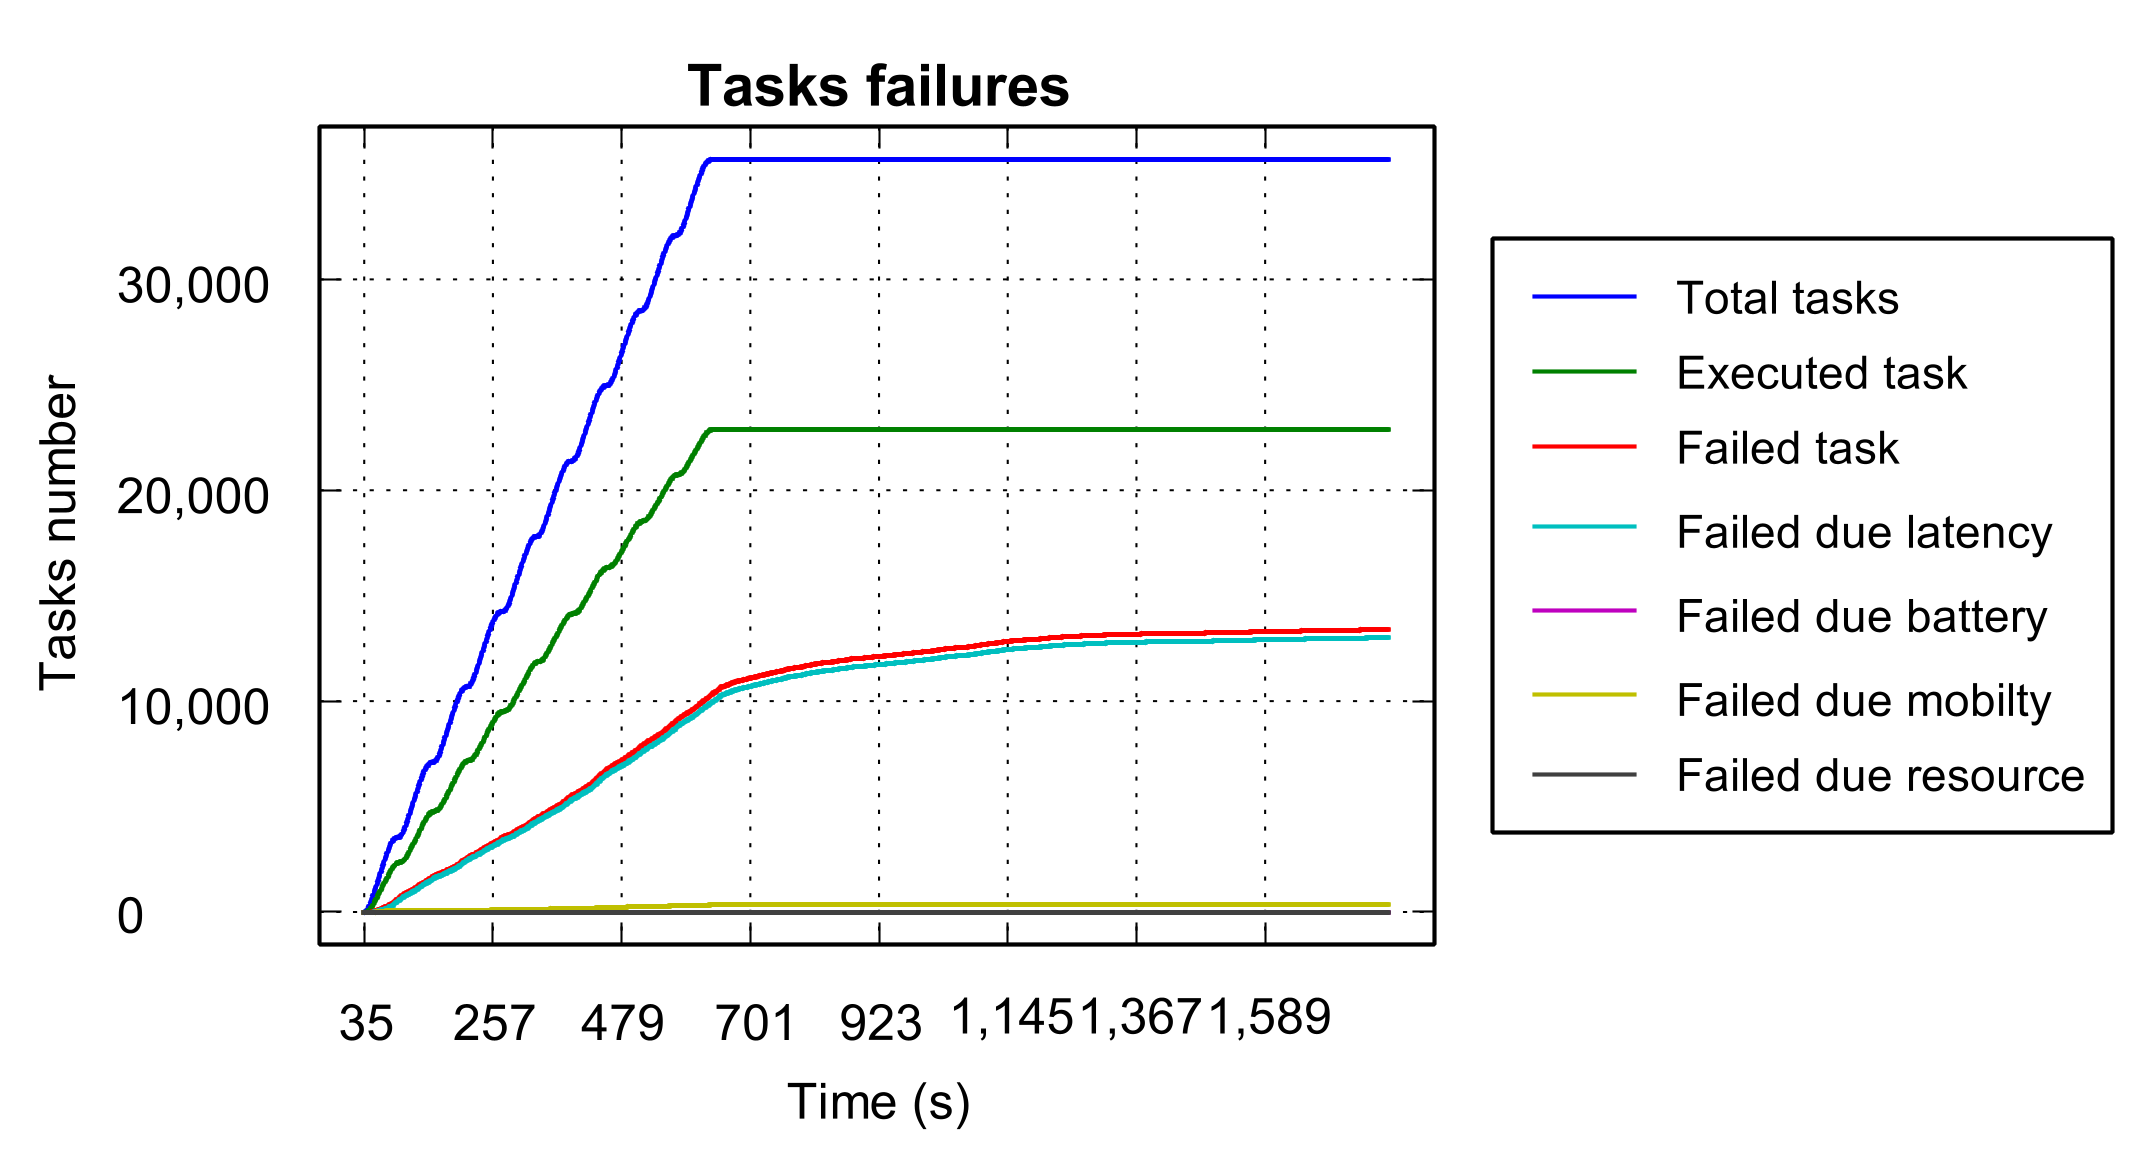 Tasks failures
Tasks number
30,000
20,000
10,000
0
35
257
479
701
923
1,145
1,367
1,589
Time (s)
Total tasks
Executed task
Failed task
Failed due latency
Failed due battery
Failed due mobilty
Failed due resource